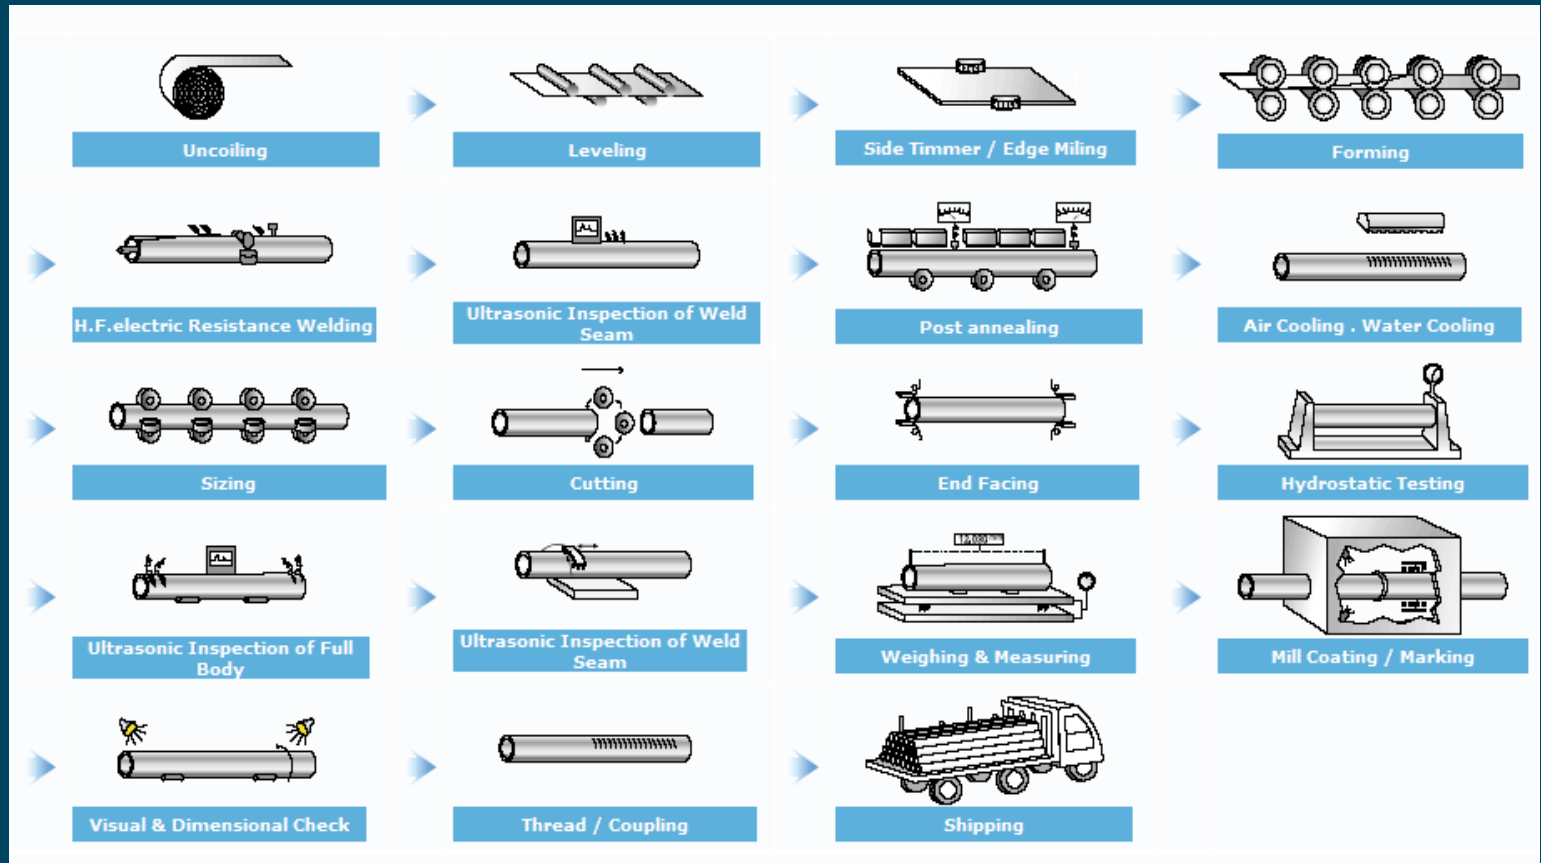 Uncoiling
Leveling
Side Timmer / Edge Miling
Forming
H.F.electric Resistance Welding
Ultrasonic Inspection of Weld
Seam
Post annealing
Air Cooling . Water Cooling
Sizing
Cutting
End Facing
Hydrostatic Testing
Ultrasonic Inspection of Full
Body
Ultrasonic Inspection of Weld
Seam
Weighing & Measuring
Mill Coating / Marking
Visual & Dimensional Check
Thread / Coupling
Shipping